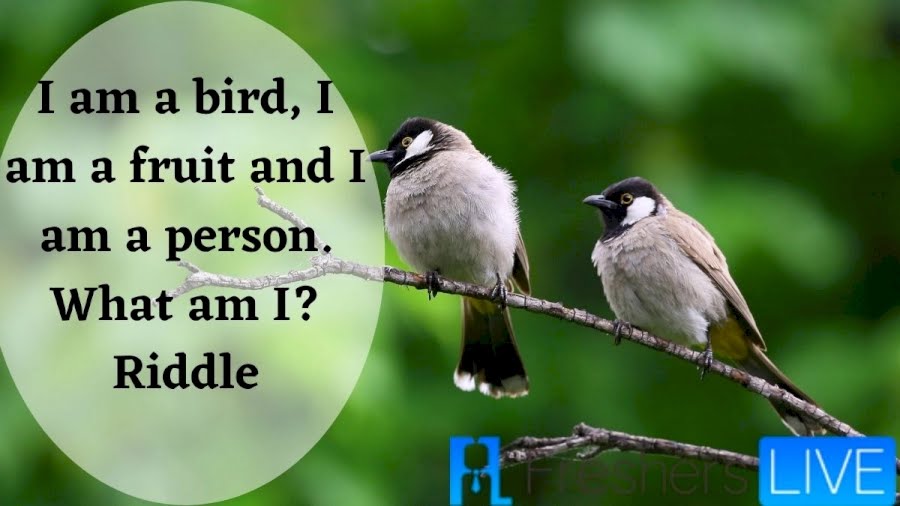 I am a bird, I
am a fruit and I
am a person.
What am I?
Riddle
Freshers LIVE